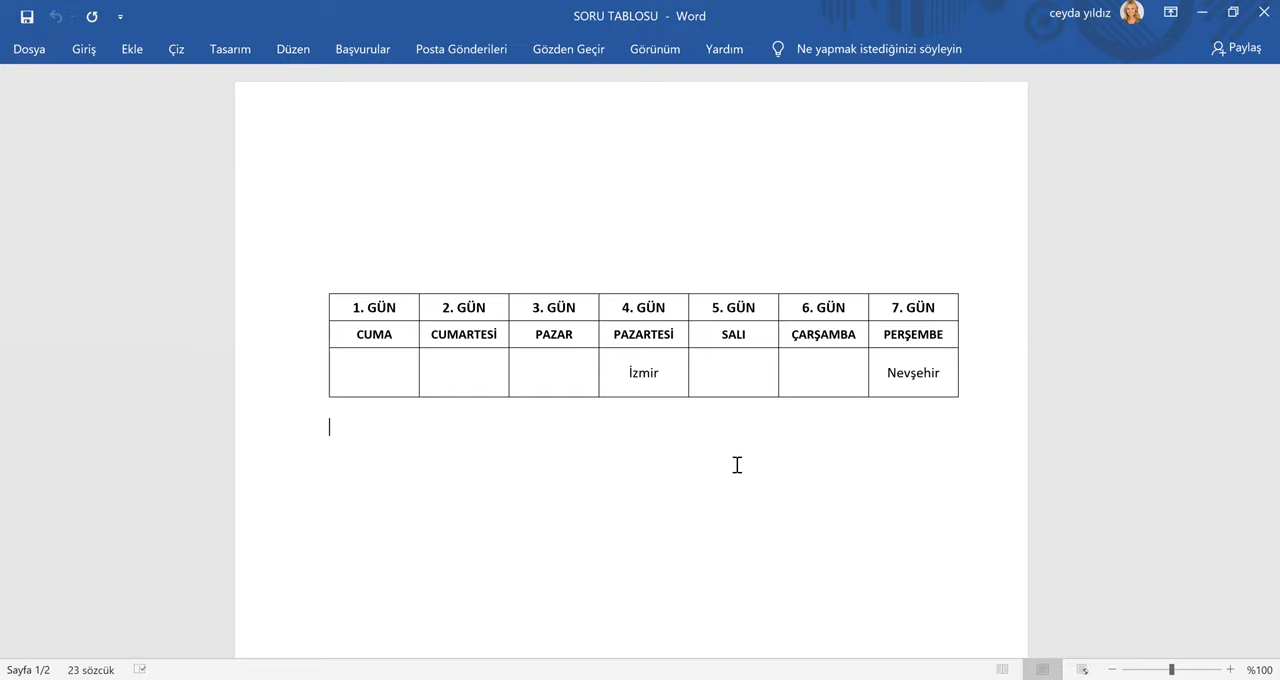 SORU TABLOSU - Word
ceyda yıldız
Dosya Giriş Ekle Çiz Tasarım Düzen Başvurular Posta Gönderileri Gözden Geçir Görünüm Yardım Ne yapmak istediğinizi söyleyin Paylaş
1. GÜN 2. GÜN 3. GÜN 4. GÜN 5. GÜN 6. GÜN 7. GÜN
CUMA CUMARTESİ PAZAR PAZARTESİ SALI ÇARŞAMBA PERŞEMBE
İzmir Nevşehir
Sayfa 1/2 23 sözcük %100